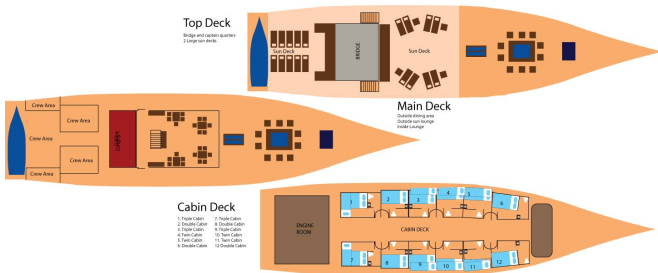 Top Deck
Bridge and captain quarters
2 Large sun decks
Sun Deck
BRIDGE
Sun Deck
Main Deck
Outside dining area
Outside sun lounge
Inside Lounge
Crew Area
Crew Area
Crew Area
Crew Area
Crew Area
Cabin Deck
1. Triple Cabin
2. Double Cabin
3. Triple Cabin
4. Twin Cabin
5. Twin Cabin
6. Double Cabin
7. Triple Cabin
8. Double Cabin
9. Triple Cabin
10. Twin Cabin
11. Twin Cabin
12 Double Cabin
ENGINE
ROOM
CABIN DECK
1
2
3
4
5
6
7
8
9
10
11
12